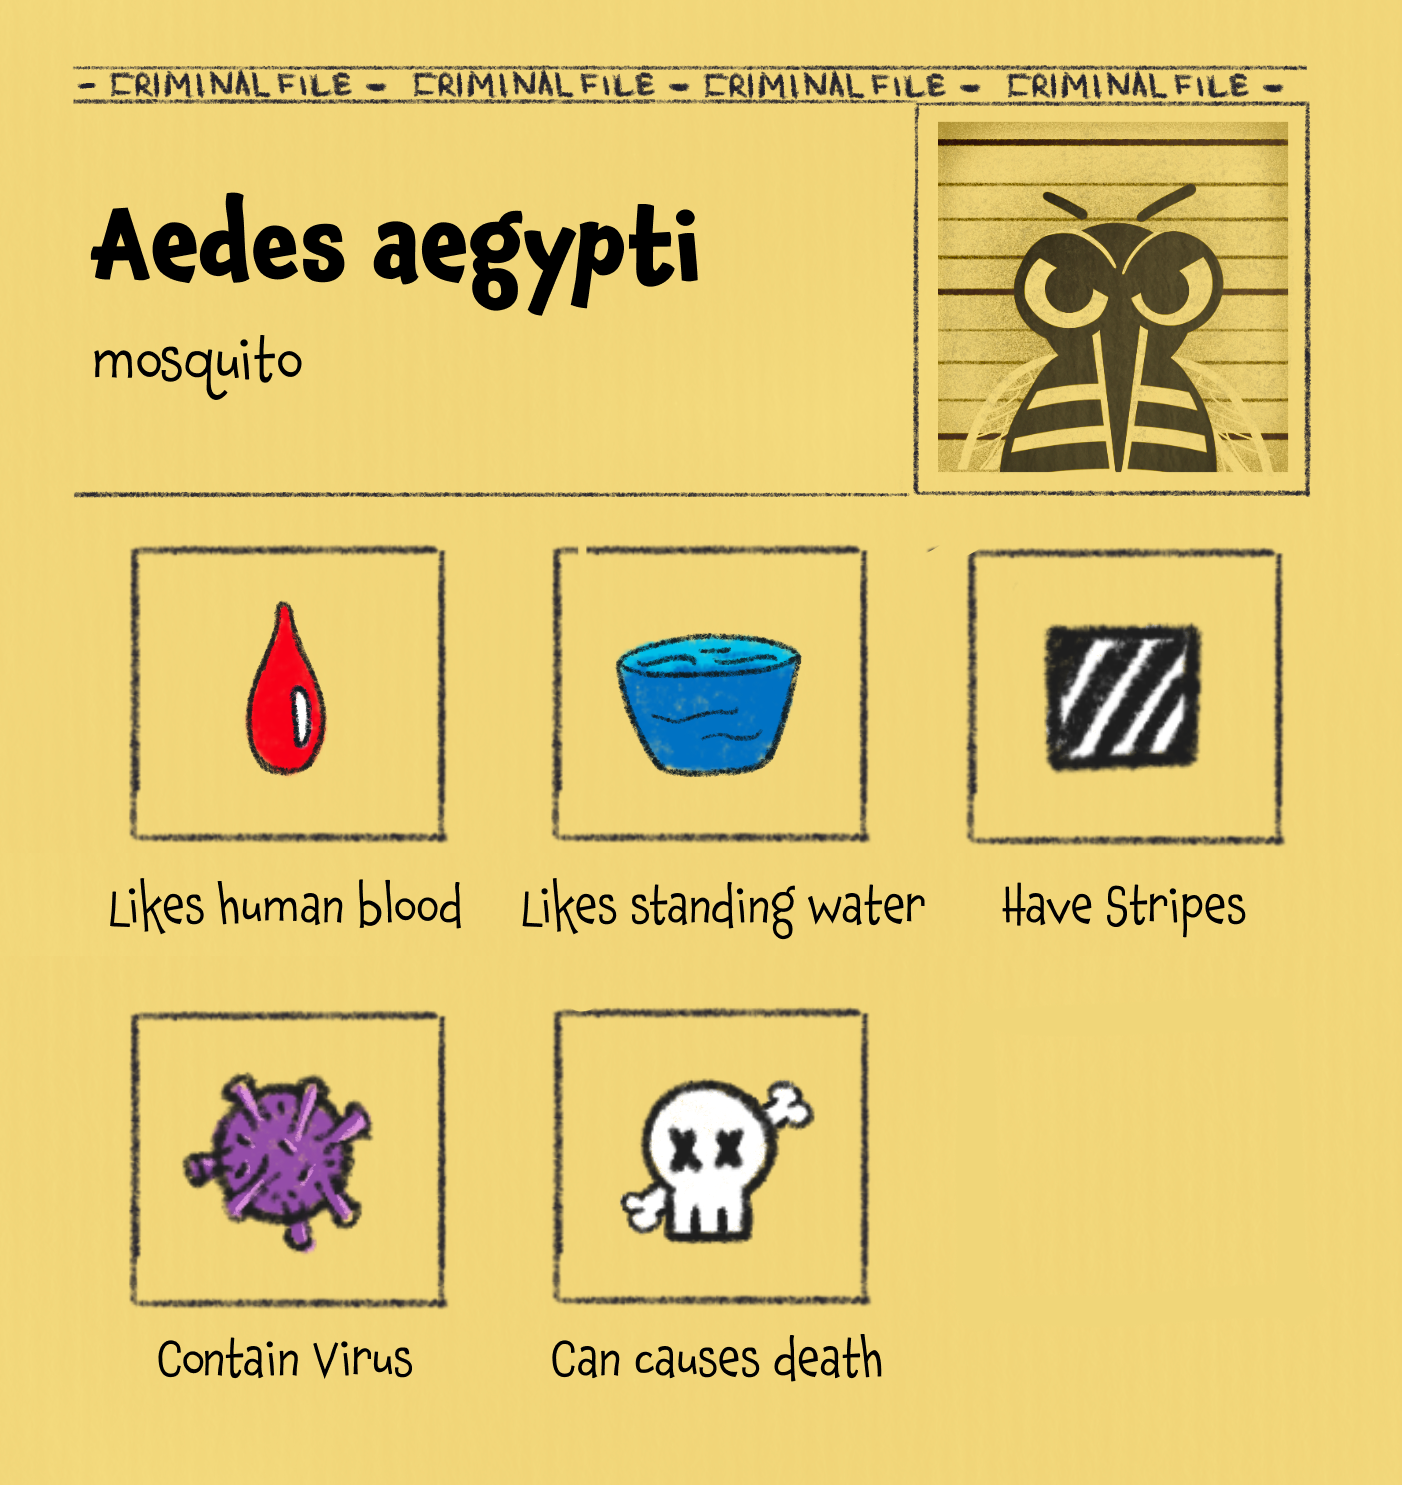 - CRIMINAL FILE - CRIMINAL FILE - CRIMINAL FILE - CRIMINAL FILE -
Aedes aegypti
mosquito
Likes human blood
Likes standing water
Have Stripes
Contain Virus
Can causes death